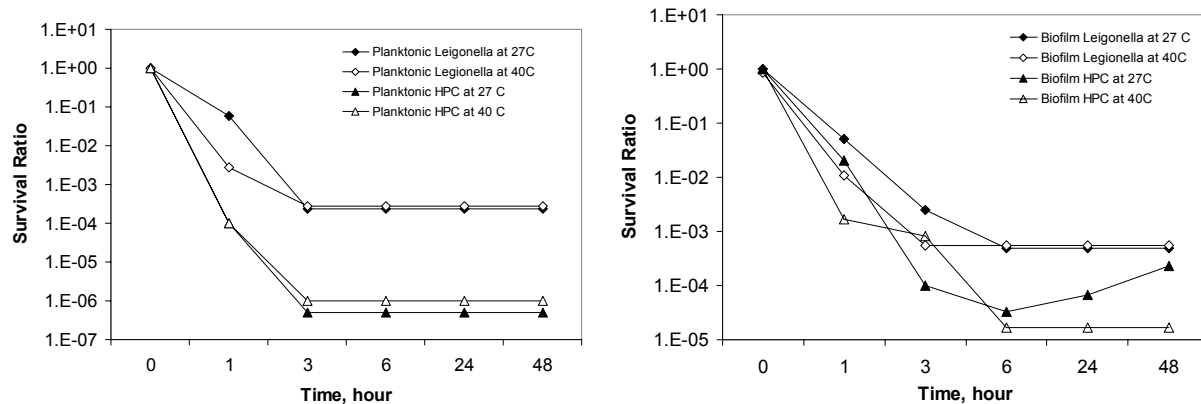 1.E+01
1.E+00
1.E-01
1.E-02
1.E-03
1.E-04
1.E-05
1.E-06
1.E-07
Survival Ratio
Planktonic Leigonella at 27C
Planktonic Legionella at 40C
Planktonic HPC at 27 C
Planktonic HPC at 40 C
0 1 3 6 24 48
Time, hour
1.E+01
1.E+00
1.E-01
1.E-02
1.E-03
1.E-04
1.E-05
Survival Ratio
Biofilm Leigonella at 27 C
Biofilm Legionella at 40C
Biofilm HPC at 27C
Biofilm HPC at 40C
0 1 3 6 24 48
Time, hour